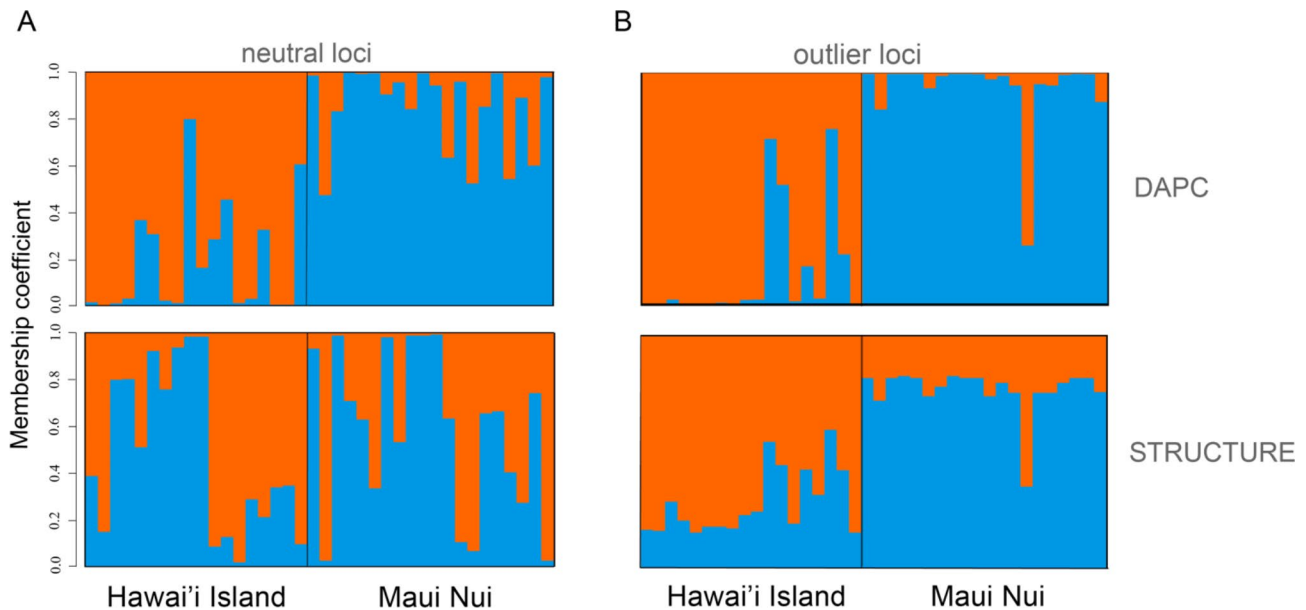 A
B
neutral loci
outlier loci
Membership coefficient
1.0
0.8
0.6
0.4
0.2
0.0
DAPC
1.0
0.8
0.6
0.4
0.2
0.0
STRUCTURE
Hawai’i Island
Maui Nui
Hawai’i Island
Maui Nui